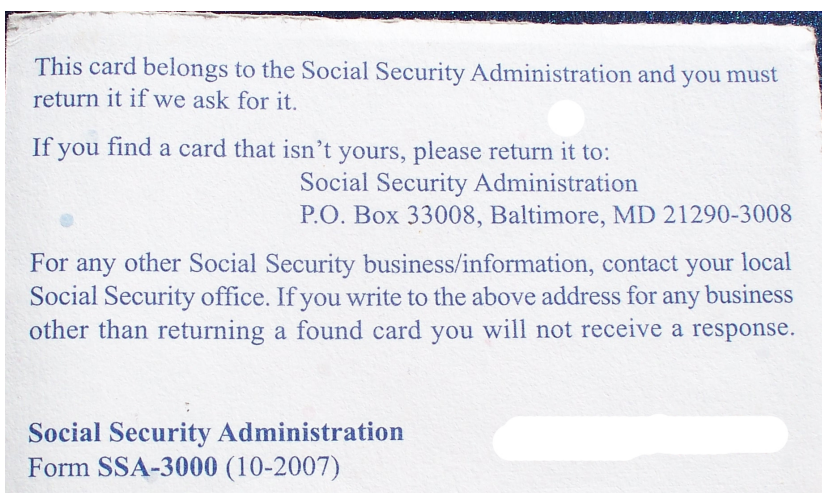 This card belongs to the Social Security Administration and you must
return it if we ask for it.
If you find a card that isn't yours, please return it to:
Social Security Administration
P.O. Box 33008, Baltimore, MD 21290-3008
For any other Social Security business/information, contact your local
Social Security office. If you write to the above address for any business
other than returning a found card you will not receive a response.
Social Security Administration
Form SSA-3000 (10-2007)